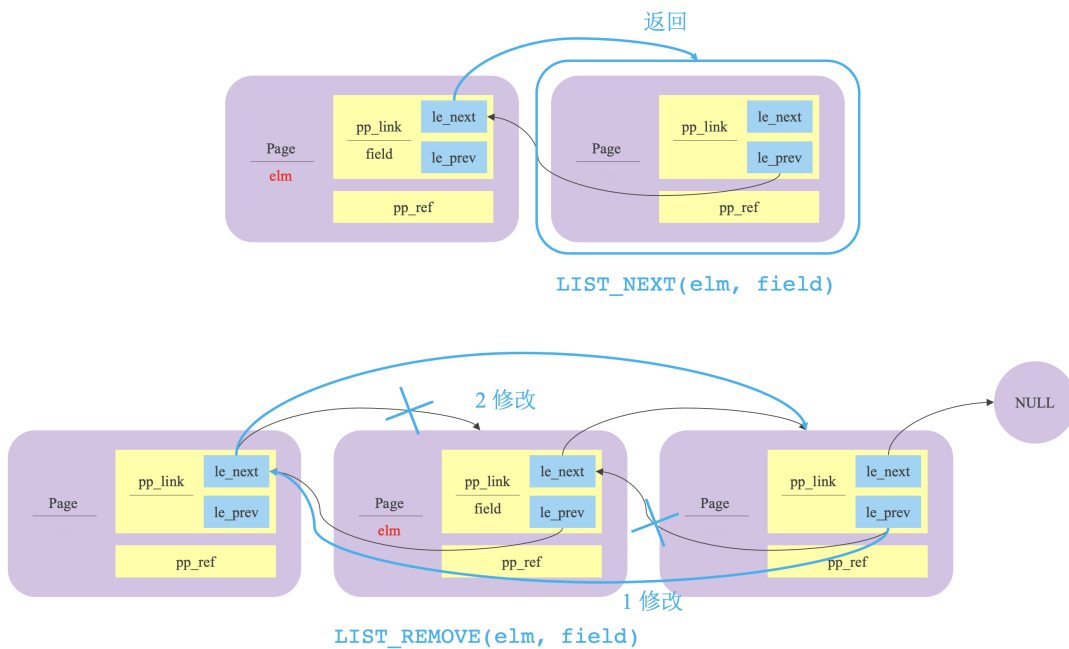 返回
le_next
pp_link
field
le_prev
Page
elm
pp_ref
le_next
pp_link
le_prev
Page
pp_ref
LIST_NEXT(elm, field)
2 修改
NULL
le_next
pp_link
le_prev
Page
pp_ref
le_next
pp_link
field
le_prev
Page
elm
pp_ref
le_next
pp_link
le_prev
Page
pp_ref
1 修改
LIST_REMOVE(elm, field)